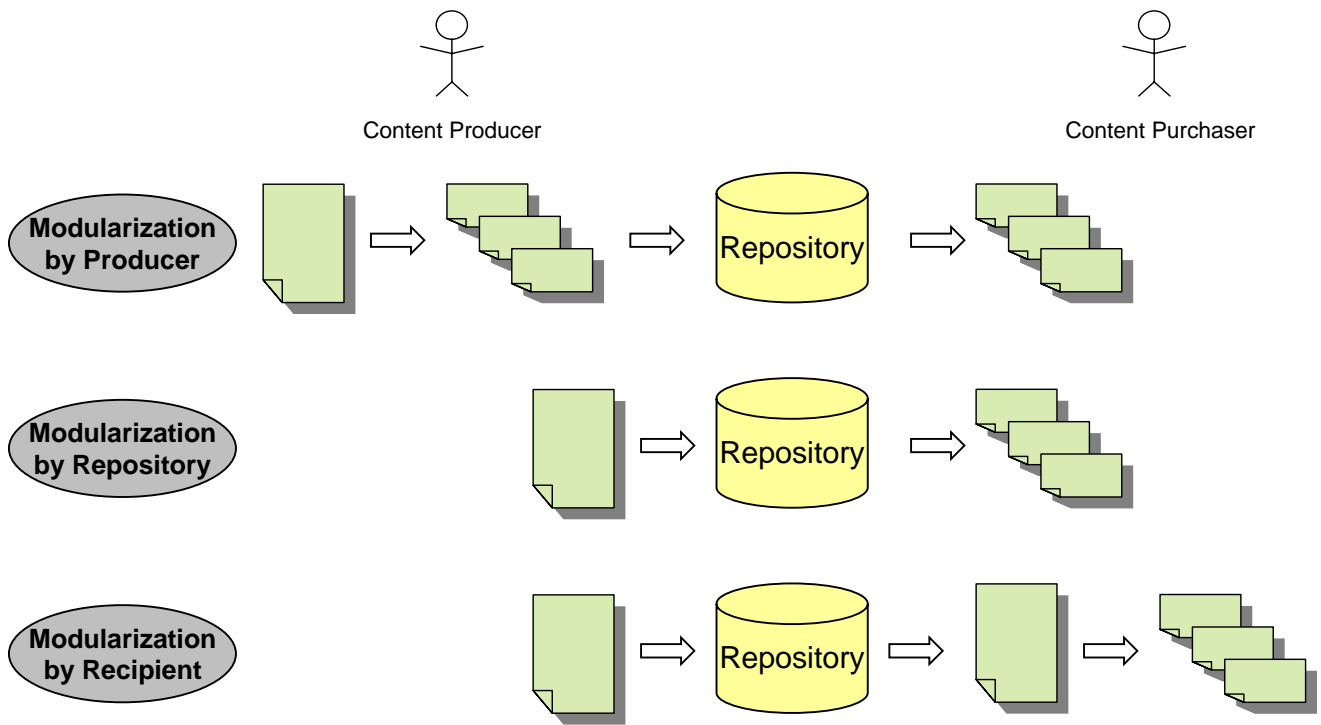 Content Producer
Content Purchaser
Modularization
by Producer
Repository
Modularization
by Repository
Repository
Modularization
by Recipient
Repository